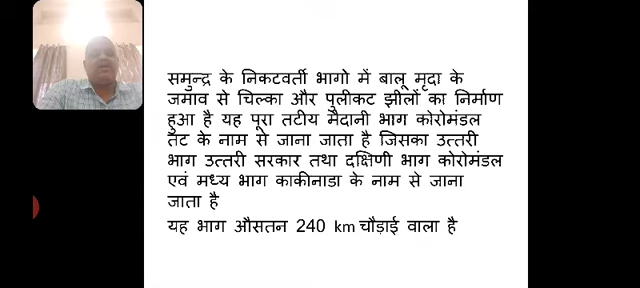 समुन्द्र के निकटवर्ती भागो में बालू मृदा के
जमाव से चिल्का और पुलीकट झीलों का निर्माण
हुआ है यह पूरा तटीय मैदानी भाग कोरोमंडल
तट के नाम से जाना जाता है जिसका उत्तरी
भाग उत्तरी सरकार तथा दक्षिणी भाग कोरोमंडल
एवं मध्य भाग काकीनाडा के नाम से जाना
जाता है
यह भाग औसतन 240 km चौड़ाई वाला है